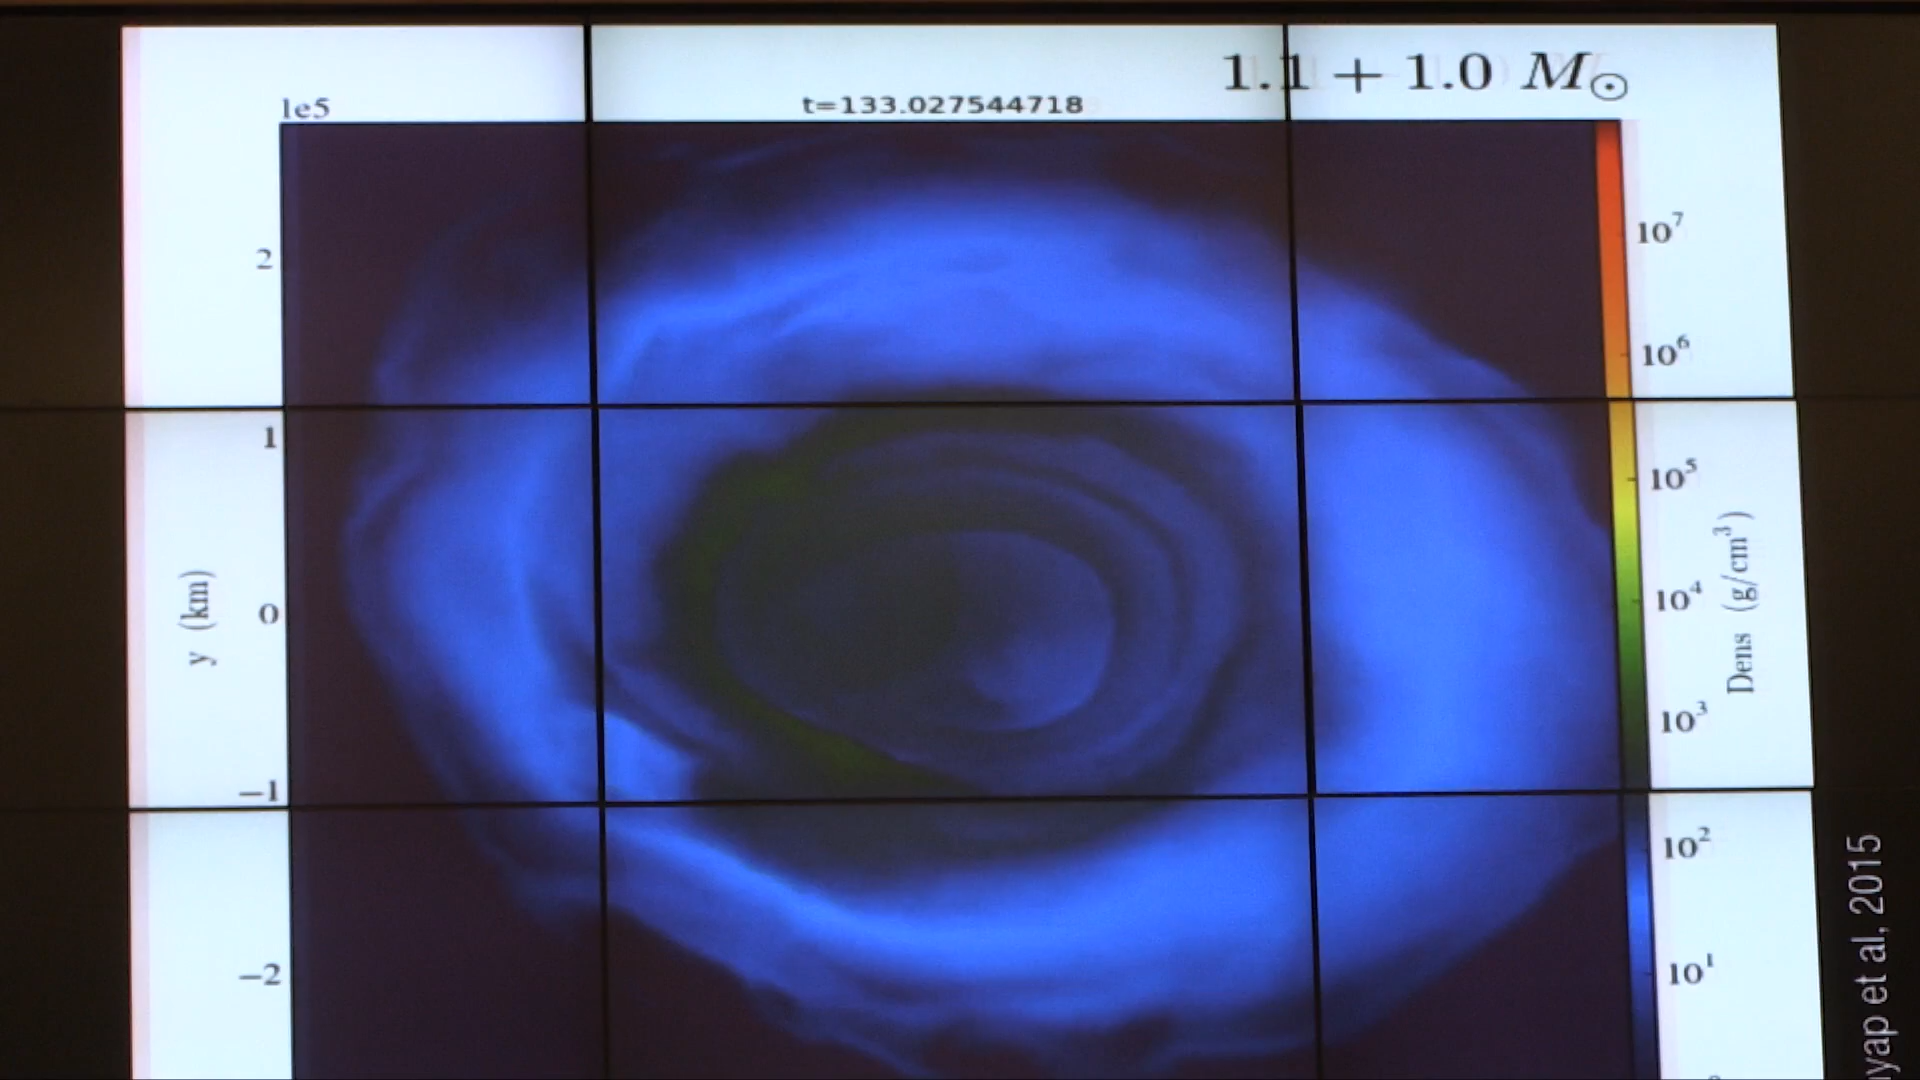 1.1 + 1.0 M⊙
1e5
t=133.027544718
2
1
0
−1
−2
y (km)
10⁷
10⁶
10⁵
10⁴
10³
10²
10¹
Dens (g/cm³)
et al, 2015